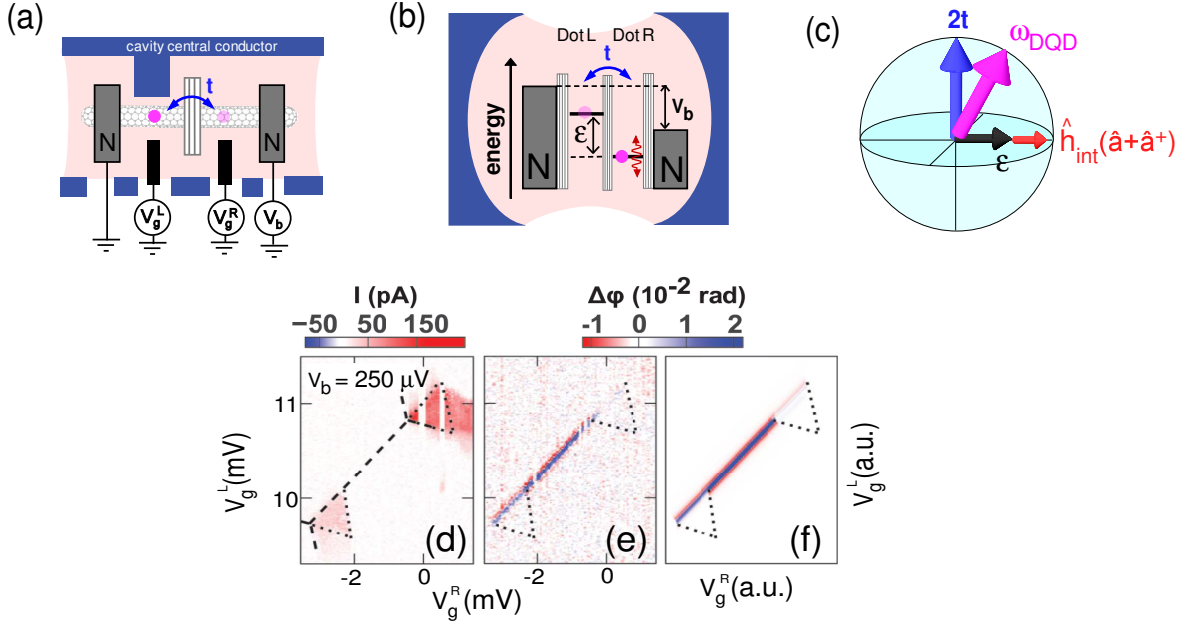 (a)
cavity central conductor
t
N
N
V_g^L
V_g^R
V_b
(b)
Dot L Dot R
t
energy
N
ε
V_b
N
(c)
2t
ω_DQD
ĥ_int(â+â⁺)
ε
I (pA)
−50 50 150
Δφ (10⁻² rad)
-1 0 1 2
V_b = 250 μV
11
10
V_g^L(mV)
(d)
-2 0
(e)
-2 0
V_g^R(mV)
(f)
V_g^L(a.u.)
V_g^R(a.u.)